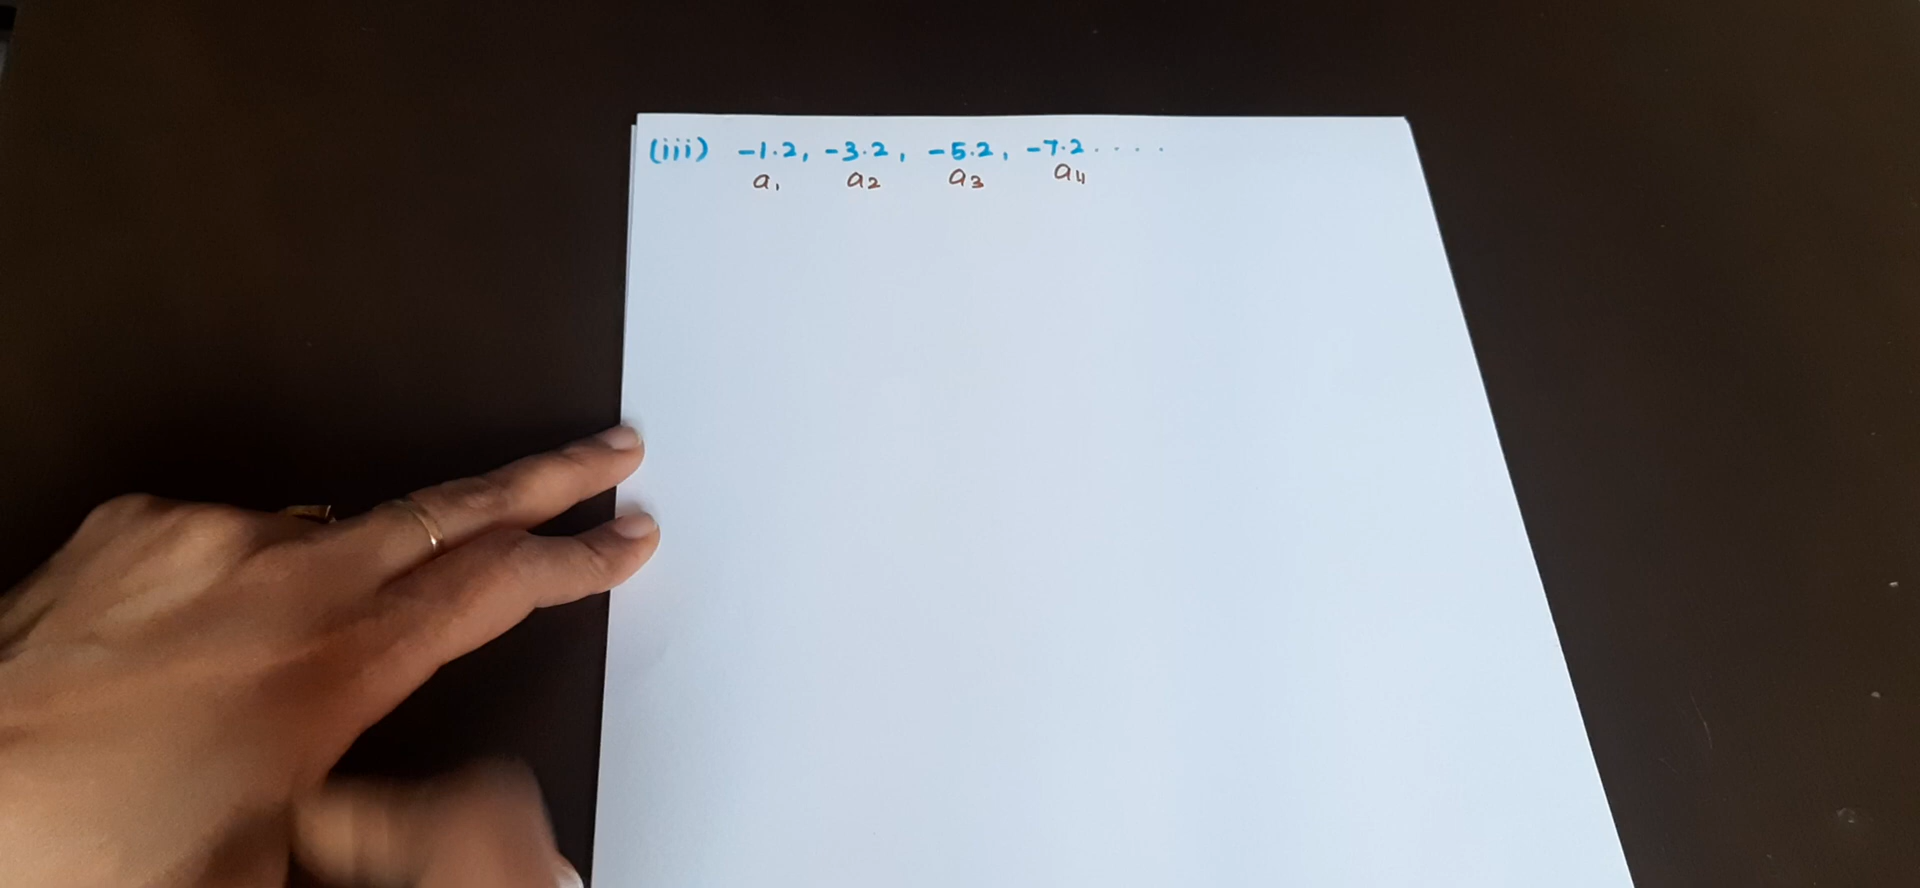 (iii) -1.2, -3.2, -5.2, -7.2....
a1 a2 a3 a4